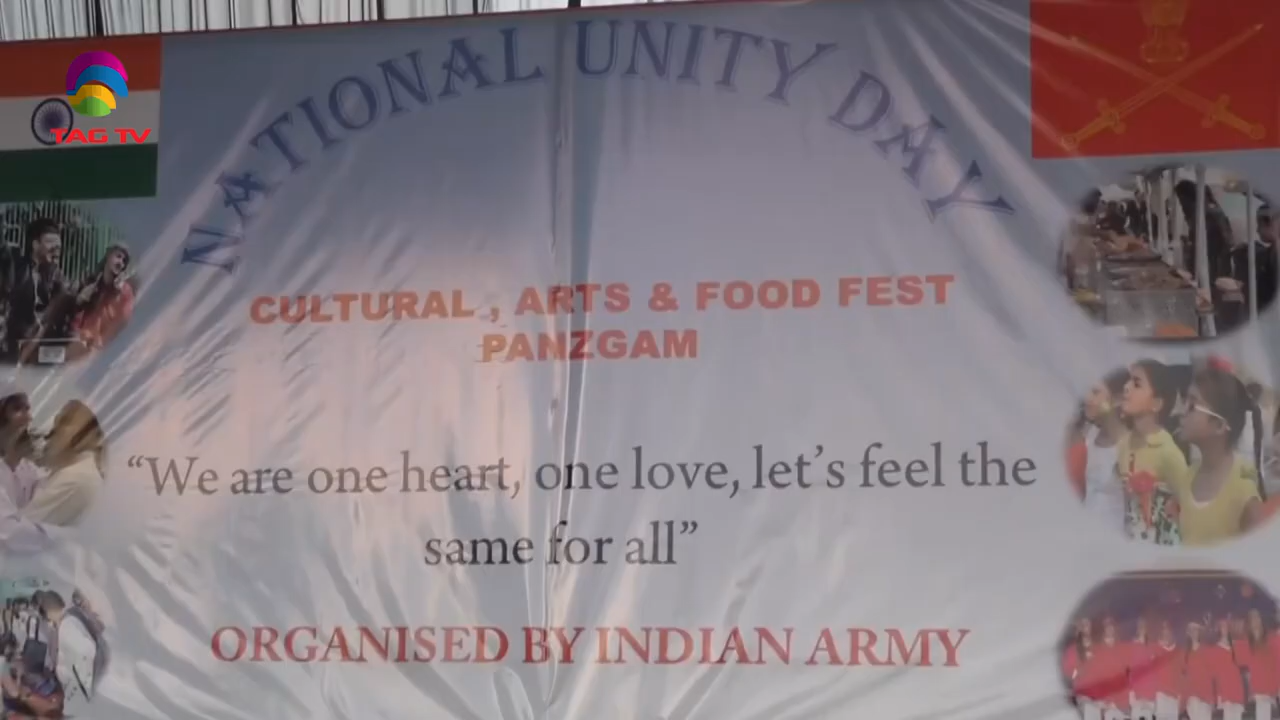 TAG TV
NATIONAL UNITY DAY
CULTURAL , ARTS & FOOD FEST
PANZGAM
“We are one heart, one love, let’s feel the
same for all”
ORGANISED BY INDIAN ARMY